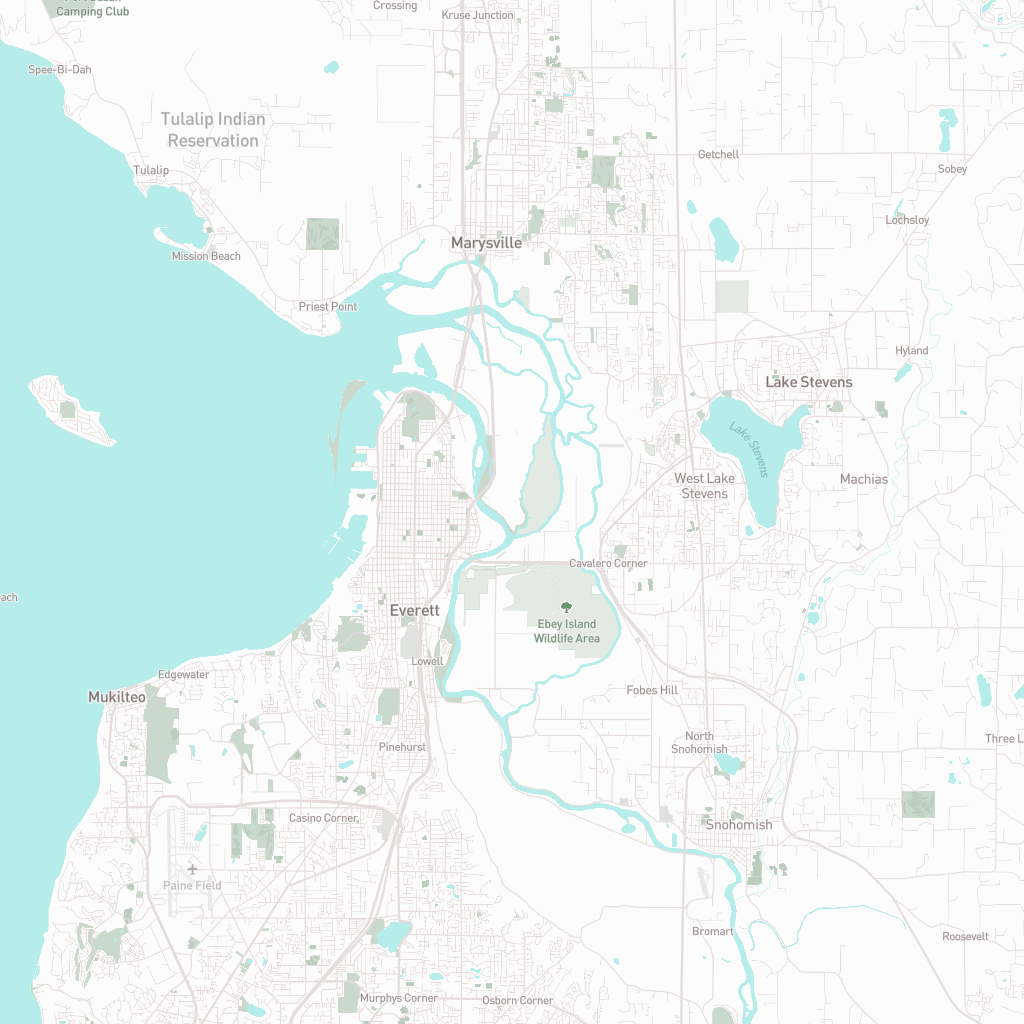 Camping Club
Crossing
Kruse Junction
Spee-Bi-Dah
Tulalip Indian
Reservation
Getchell
Tulalip
Sobey
Lochsloy
Marysville
Mission Beach
Priest Point
Hyland
Lake Stevens
Lake Stevens
West Lake
Stevens
Machias
Cavalero Corner
Everett
Ebey Island
Wildlife Area
Lowell
Edgewater
Mukilteo
Fobes Hill
North
Snohomish
Pinehurst
Three L
Casino Corner
Snohomish
Paine Field
Bromart
Roosevelt
Murphys Corner
Osborn Corner